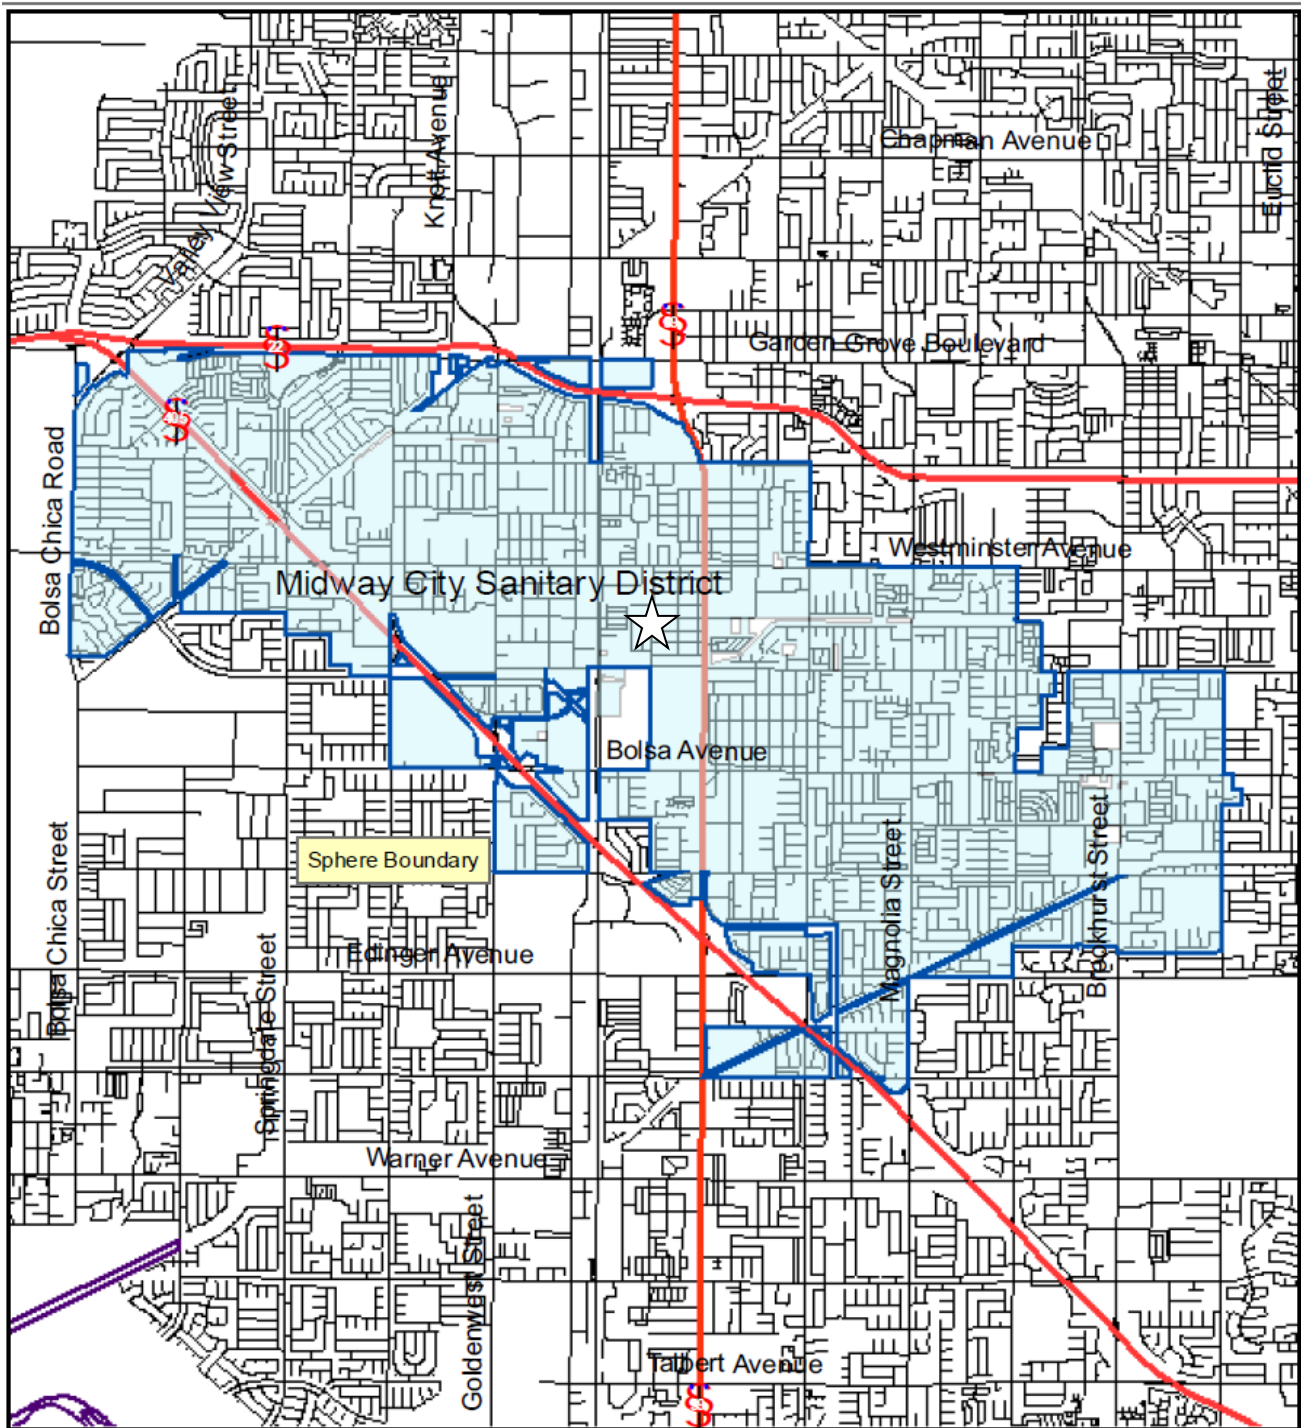 Chapman Avenue
Euclid Street
Knott Avenue
Valley View Street
Garden Grove Boulevard
Bolsa Chica Road
Westminster Avenue
Midway City Sanitary District
Bolsa Avenue
Sphere Boundary
Bolsa Chica Street
Magnolia Street
Brookhurst Street
Edinger Avenue
Springdale Street
Warner Avenue
Goldenwest Street
Talbert Avenue